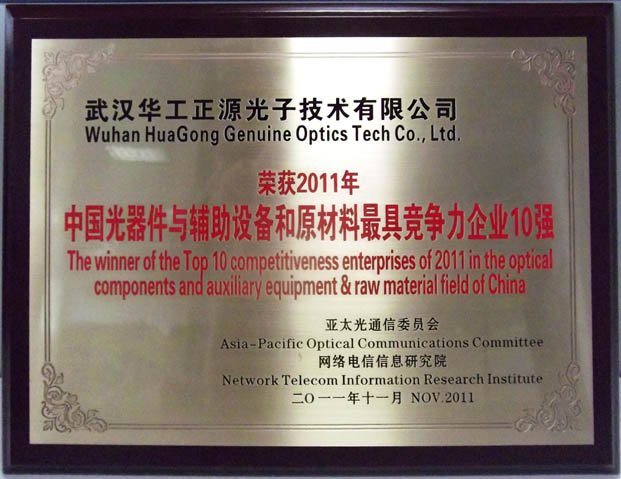 武汉华工正源光子技术有限公司
Wuhan HuaGong Genuine Optics Tech Co., Ltd.
荣获2011年
中国光器件与辅助设备和原材料最具竞争力企业10强
The winner of the Top 10 competitiveness enterprises of 2011 in the optical
components and auxiliary equipment & raw material field of China
亚太光通信委员会
Asia-Pacific Optical Communications Committee
网络电信信息研究院
Network Telecom Information Research Institute
二〇一一年十一月 NOV.2011